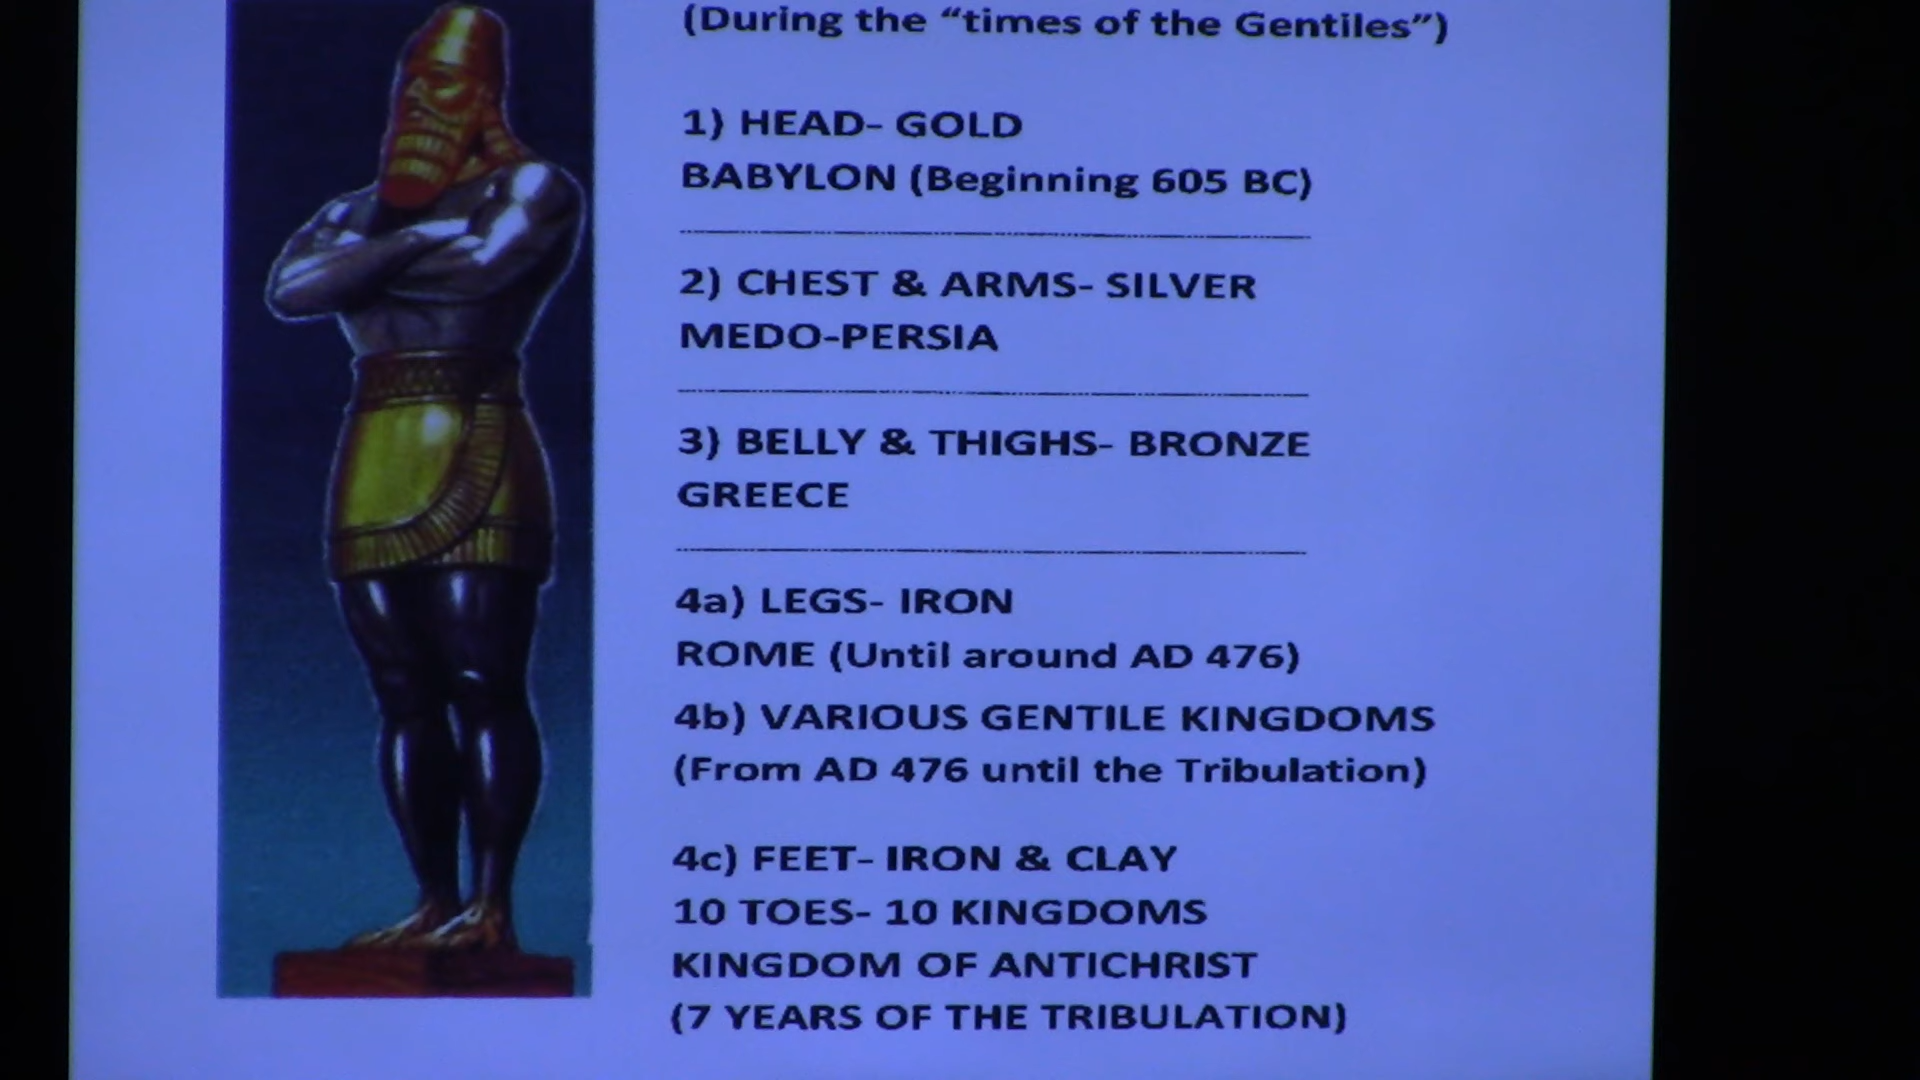 (During the “times of the Gentiles”)
1) HEAD- GOLD
BABYLON (Beginning 605 BC)
2) CHEST & ARMS- SILVER
MEDO-PERSIA
3) BELLY & THIGHS- BRONZE
GREECE
4a) LEGS- IRON
ROME (Until around AD 476)
4b) VARIOUS GENTILE KINGDOMS
(From AD 476 until the Tribulation)
4c) FEET- IRON & CLAY
10 TOES- 10 KINGDOMS
KINGDOM OF ANTICHRIST
(7 YEARS OF THE TRIBULATION)